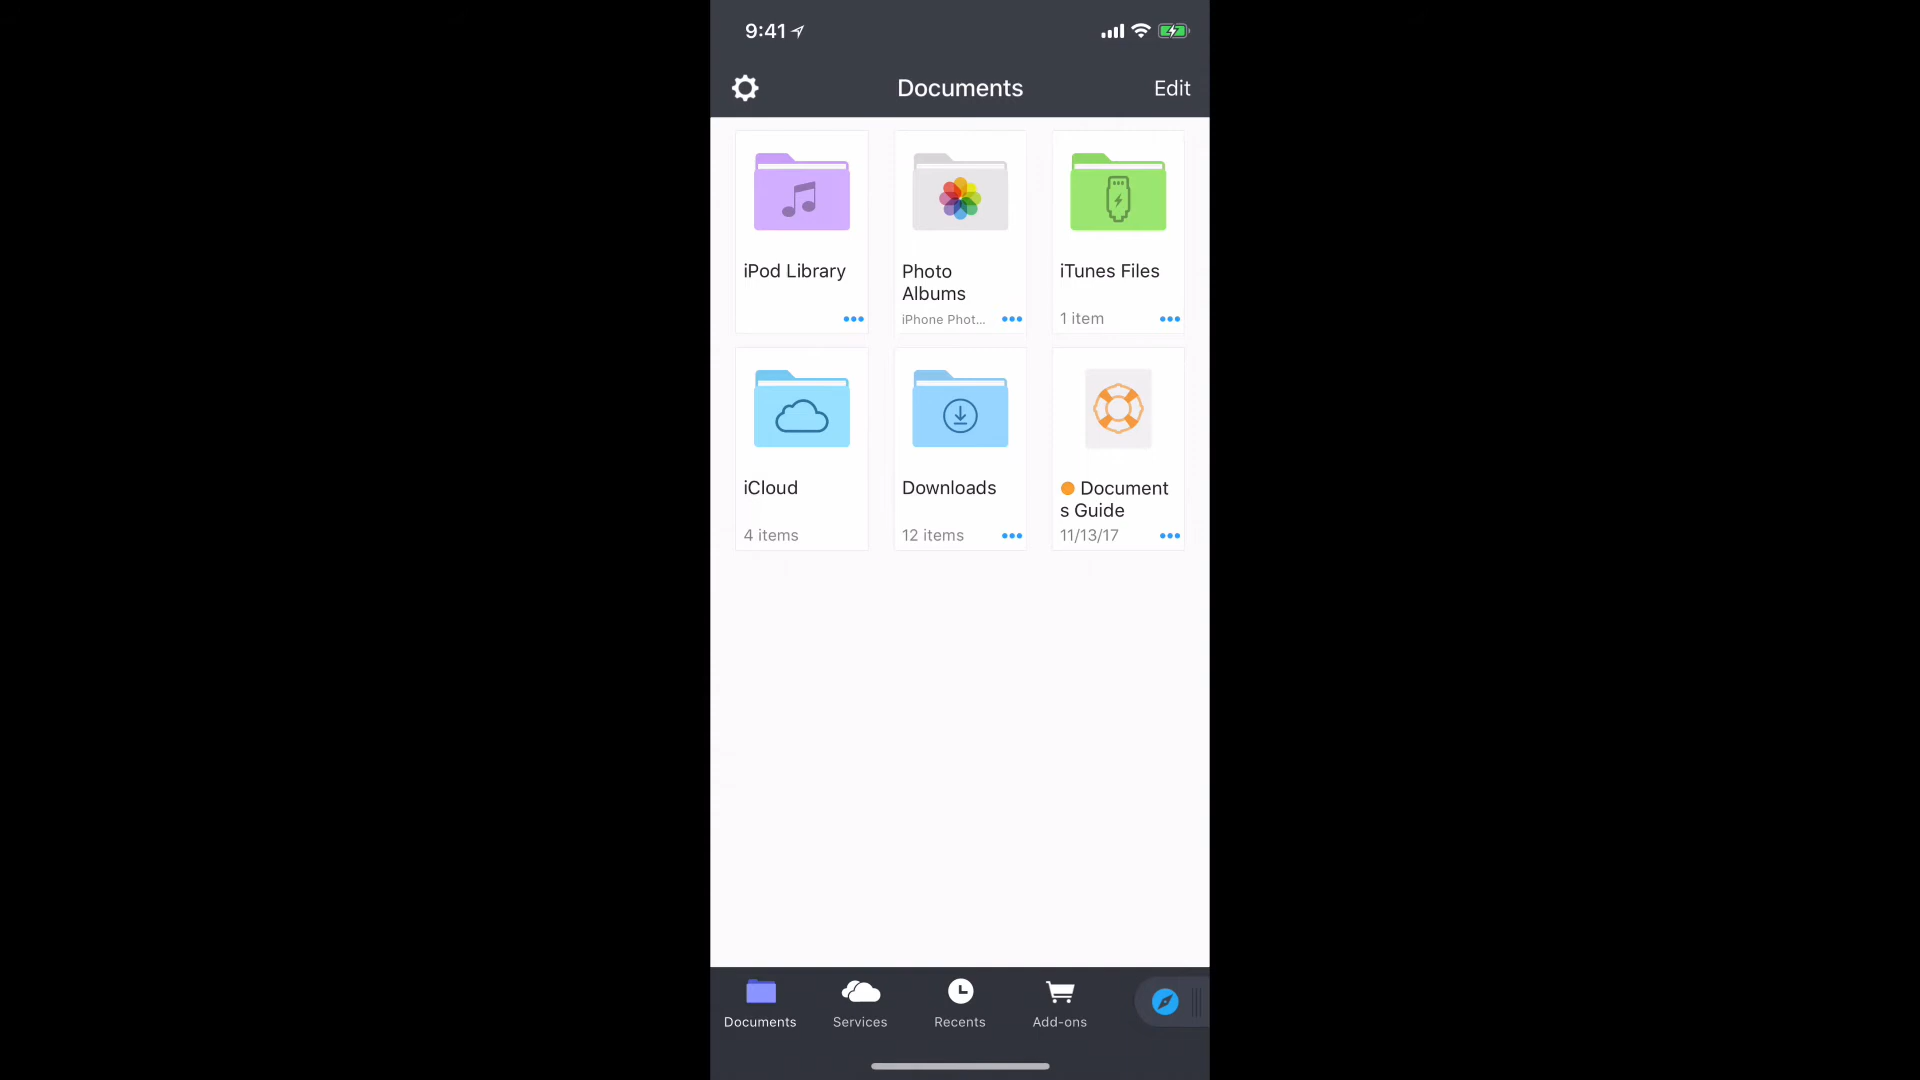 9:41
Documents
Edit
iPod Library
Photo
Albums
iPhone Phot...
iTunes Files
1 item
iCloud
4 items
Downloads
12 items
Document
s Guide
11/13/17
Documents
Services
Recents
Add-ons